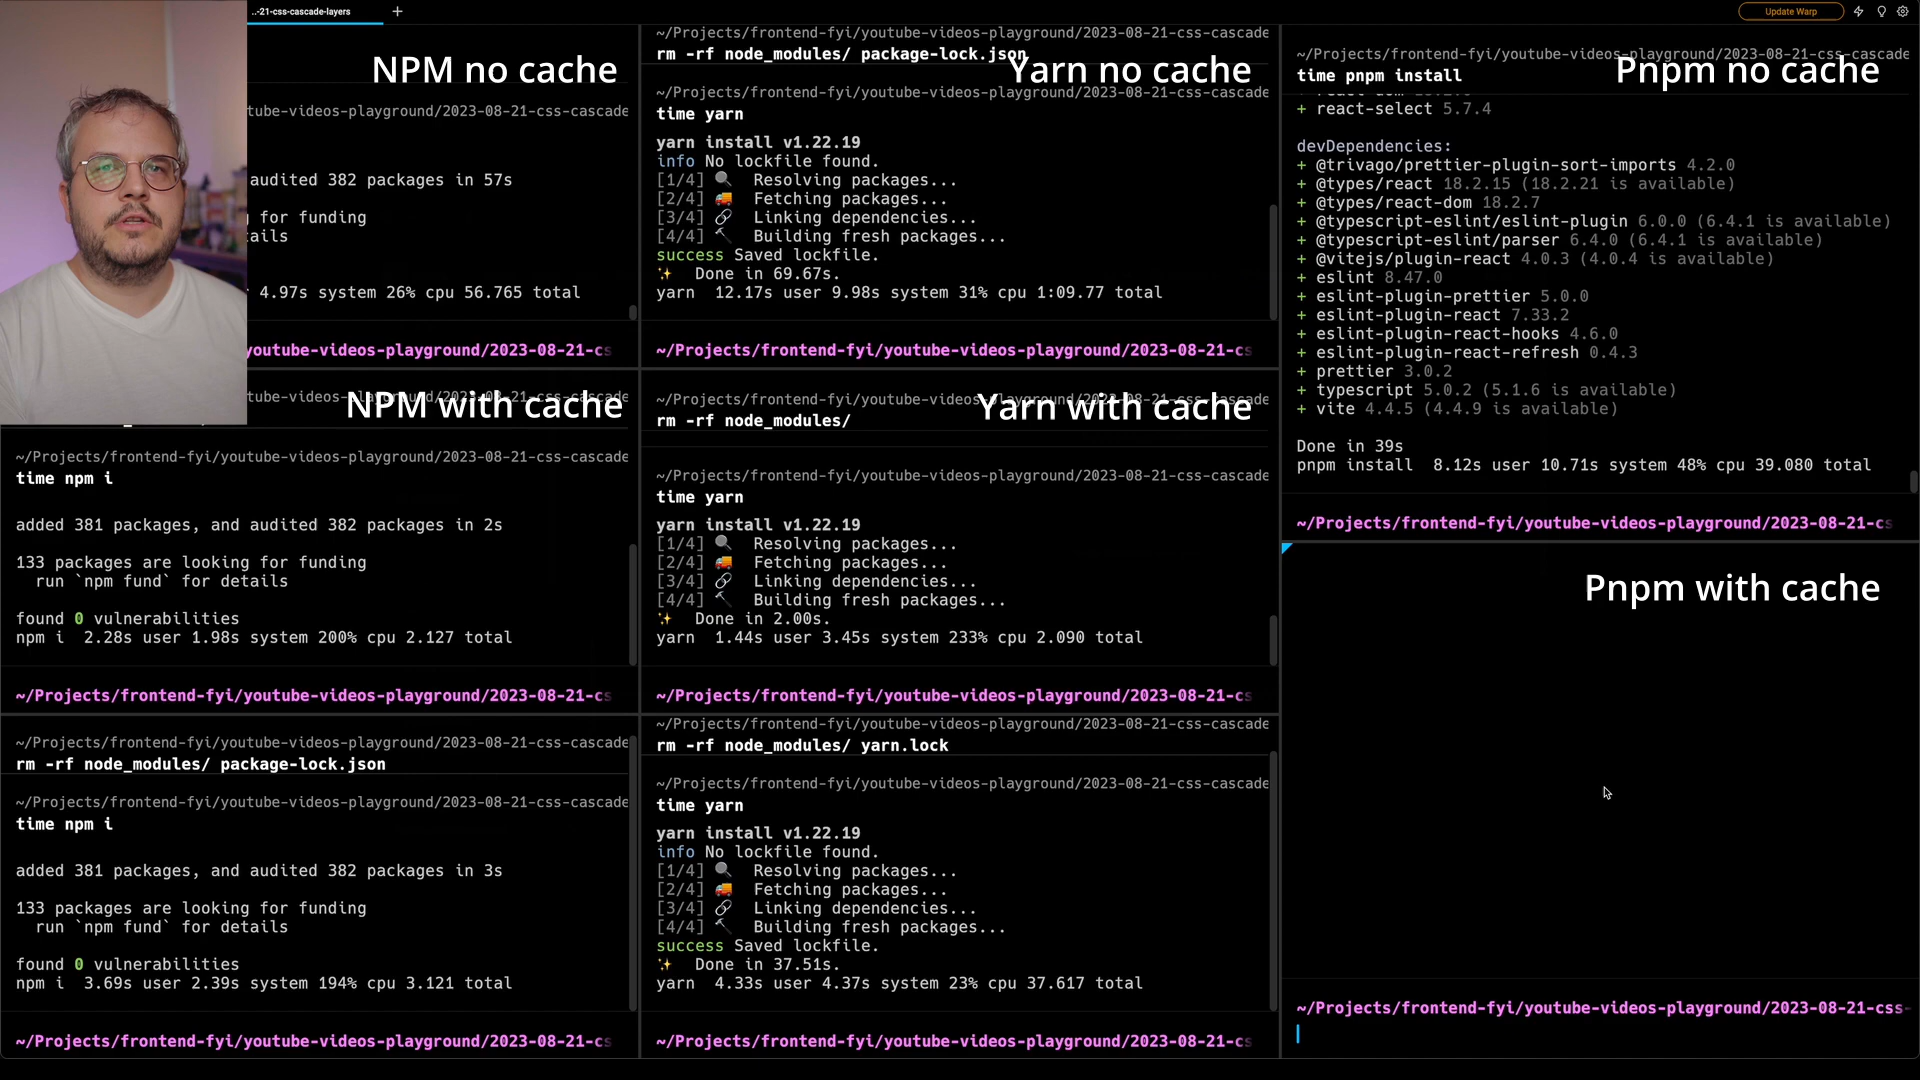 ..-21-css-cascade-layers
Update Warp
NPM no cache
tube-videos-playground/2023-08-21-css-cascade
audited 382 packages in 57s
for funding
ails
4.97s system 26% cpu 56.765 total
youtube-videos-playground/2023-08-21-cs
NPM with cache
~/Projects/frontend-fyi/youtube-videos-playground/2023-08-21-css-cascade
time npm i
added 381 packages, and audited 382 packages in 2s
133 packages are looking for funding
run `npm fund` for details
found 0 vulnerabilities
npm i 2.28s user 1.98s system 200% cpu 2.127 total
~/Projects/frontend-fyi/youtube-videos-playground/2023-08-21-cs
~/Projects/frontend-fyi/youtube-videos-playground/2023-08-21-css-cascade
rm -rf node_modules/ package-lock.json
~/Projects/frontend-fyi/youtube-videos-playground/2023-08-21-css-cascade
time npm i
added 381 packages, and audited 382 packages in 3s
133 packages are looking for funding
run `npm fund` for details
found 0 vulnerabilities
npm i 3.69s user 2.39s system 194% cpu 3.121 total
~/Projects/frontend-fyi/youtube-videos-playground/2023-08-21-cs
~/Projects/frontend-fyi/youtube-videos-playground/2023-08-21-css-cascade
rm -rf node_modules/ package-lock.json
Yarn no cache
~/Projects/frontend-fyi/youtube-videos-playground/2023-08-21-css-cascade
time yarn
yarn install v1.22.19
info No lockfile found.
[1/4] 🔍 Resolving packages...
[2/4] 🚚 Fetching packages...
[3/4] 🔗 Linking dependencies...
[4/4] 🔨 Building fresh packages...
success Saved lockfile.
✨ Done in 69.67s.
yarn 12.17s user 9.98s system 31% cpu 1:09.77 total
~/Projects/frontend-fyi/youtube-videos-playground/2023-08-21-cs
~/Projects/frontend-fyi/youtube-videos-playground/2023-08-21-css-cascade
rm -rf node_modules/
Yarn with cache
~/Projects/frontend-fyi/youtube-videos-playground/2023-08-21-css-cascade
time yarn
yarn install v1.22.19
[1/4] 🔍 Resolving packages...
[2/4] 🚚 Fetching packages...
[3/4] 🔗 Linking dependencies...
[4/4] 🔨 Building fresh packages...
✨ Done in 2.00s.
yarn 1.44s user 3.45s system 233% cpu 2.090 total
~/Projects/frontend-fyi/youtube-videos-playground/2023-08-21-cs
~/Projects/frontend-fyi/youtube-videos-playground/2023-08-21-css-cascade
rm -rf node_modules/ yarn.lock
~/Projects/frontend-fyi/youtube-videos-playground/2023-08-21-css-cascade
time yarn
yarn install v1.22.19
info No lockfile found.
[1/4] 🔍 Resolving packages...
[2/4] 🚚 Fetching packages...
[3/4] 🔗 Linking dependencies...
[4/4] 🔨 Building fresh packages...
success Saved lockfile.
✨ Done in 37.51s.
yarn 4.33s user 4.37s system 23% cpu 37.617 total
~/Projects/frontend-fyi/youtube-videos-playground/2023-08-21-cs
~/Projects/frontend-fyi/youtube-videos-playground/2023-08-21-css-cascade
time pnpm install
Pnpm no cache
+ react-select 5.7.4
devDependencies:
+ @trivago/prettier-plugin-sort-imports 4.2.0
+ @types/react 18.2.15 (18.2.21 is available)
+ @types/react-dom 18.2.7
+ @typescript-eslint/eslint-plugin 6.0.0 (6.4.1 is available)
+ @typescript-eslint/parser 6.4.0 (6.4.1 is available)
+ @vitejs/plugin-react 4.0.3 (4.0.4 is available)
+ eslint 8.47.0
+ eslint-plugin-prettier 5.0.0
+ eslint-plugin-react 7.33.2
+ eslint-plugin-react-hooks 4.6.0
+ eslint-plugin-react-refresh 0.4.3
+ prettier 3.0.2
+ typescript 5.0.2 (5.1.6 is available)
+ vite 4.4.5 (4.4.9 is available)
Done in 39s
pnpm install 8.12s user 10.71s system 48% cpu 39.080 total
~/Projects/frontend-fyi/youtube-videos-playground/2023-08-21-cs
Pnpm with cache
~/Projects/frontend-fyi/youtube-videos-playground/2023-08-21-css-